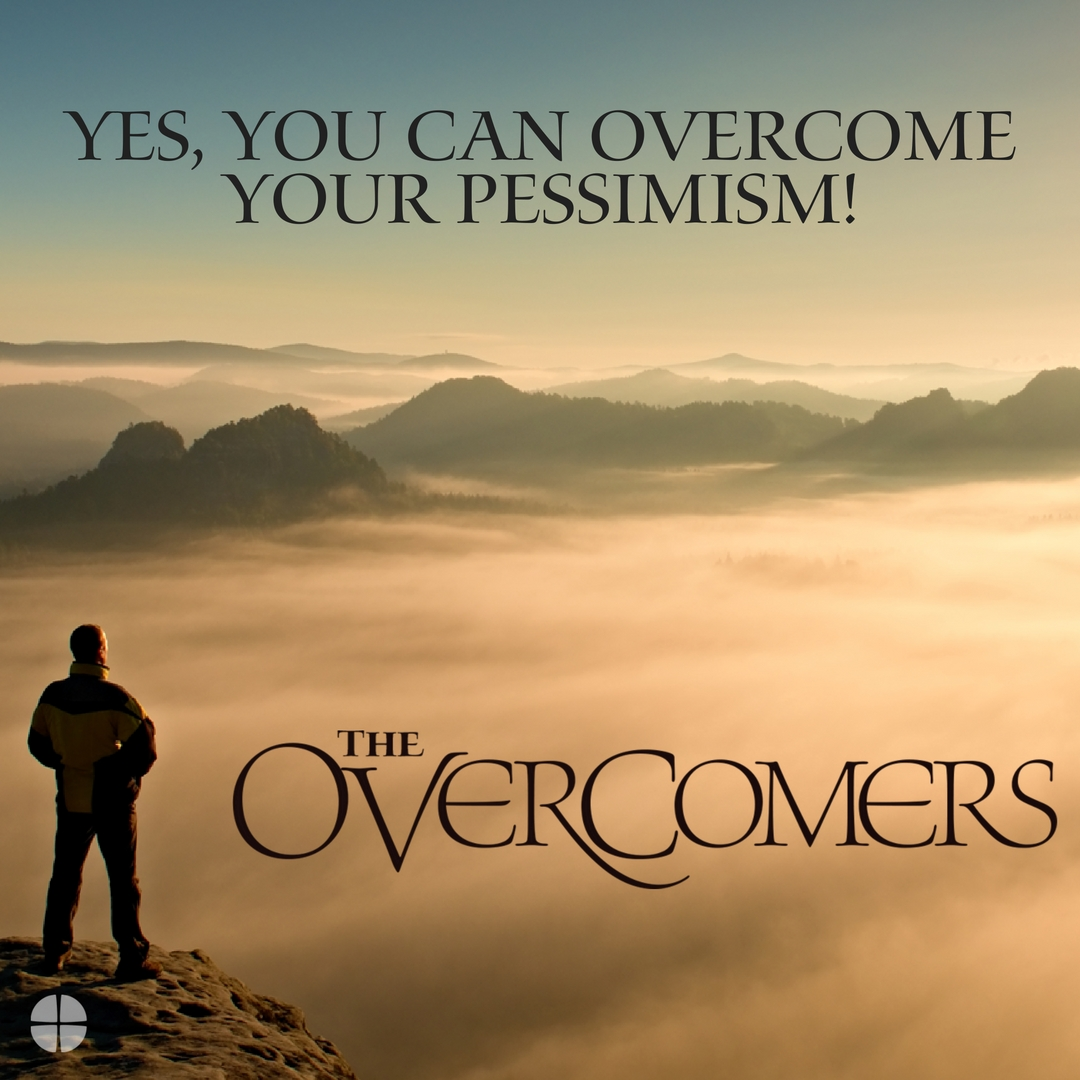 YES, YOU CAN OVERCOME
YOUR PESSIMISM!
THE
OVERCOMERS